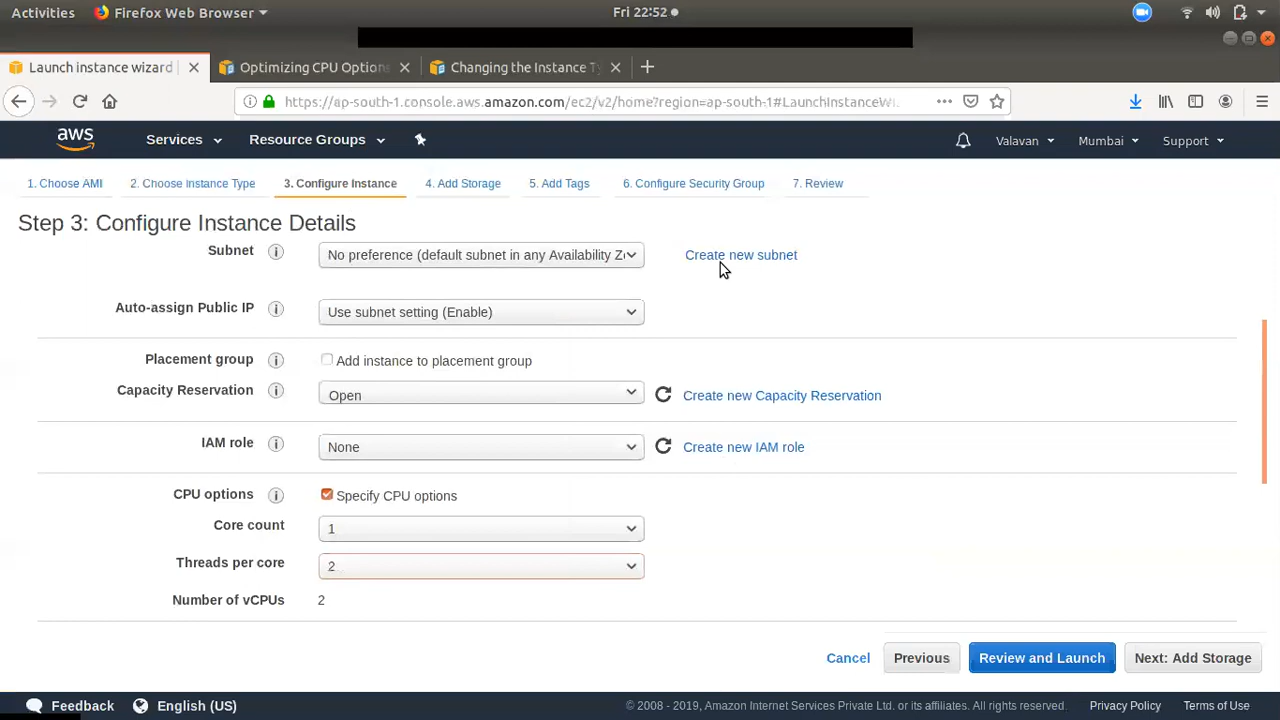 Activities Firefox Web Browser Fri 22:52
Launch instance wizard Optimizing CPU Options Changing the Instance Ty
https://ap-south-1.console.aws.amazon.com/ec2/v2/home?region=ap-south-1#LaunchInstanceWi
aws Services Resource Groups Valavan Mumbai Support
1. Choose AMI 2. Choose Instance Type 3. Configure Instance 4. Add Storage 5. Add Tags 6. Configure Security Group 7. Review
Step 3: Configure Instance Details
Subnet No preference (default subnet in any Availability Zo Create new subnet
Auto-assign Public IP Use subnet setting (Enable)
Placement group Add instance to placement group
Capacity Reservation Open Create new Capacity Reservation
IAM role None Create new IAM role
CPU options Specify CPU options
Core count 1
Threads per core 2
Number of vCPUs 2
Cancel Previous Review and Launch Next: Add Storage
Feedback English (US) © 2008 - 2019, Amazon Internet Services Private Ltd. or its affiliates. All rights reserved. Privacy Policy Terms of Use